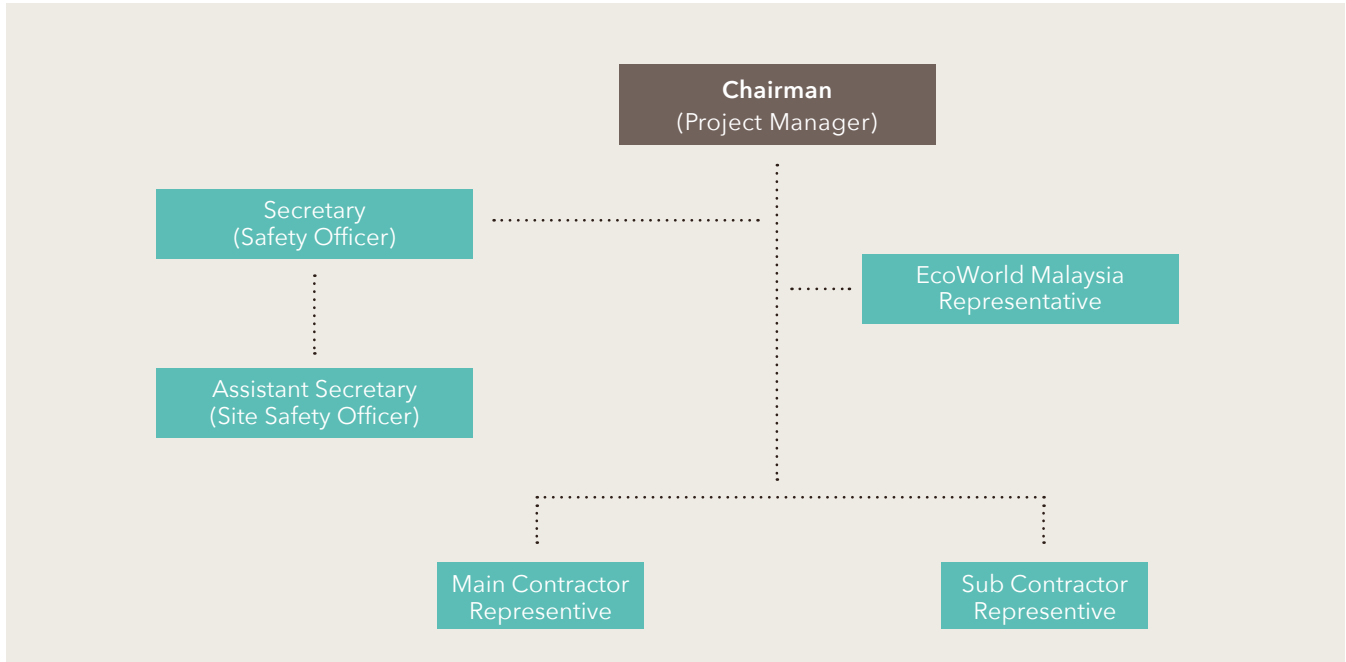 Chairman
(Project Manager)
Secretary
(Safety Officer)
EcoWorld Malaysia
Representative
Assistant Secretary
(Site Safety Officer)
Main Contractor
Representive
Sub Contractor
Representive